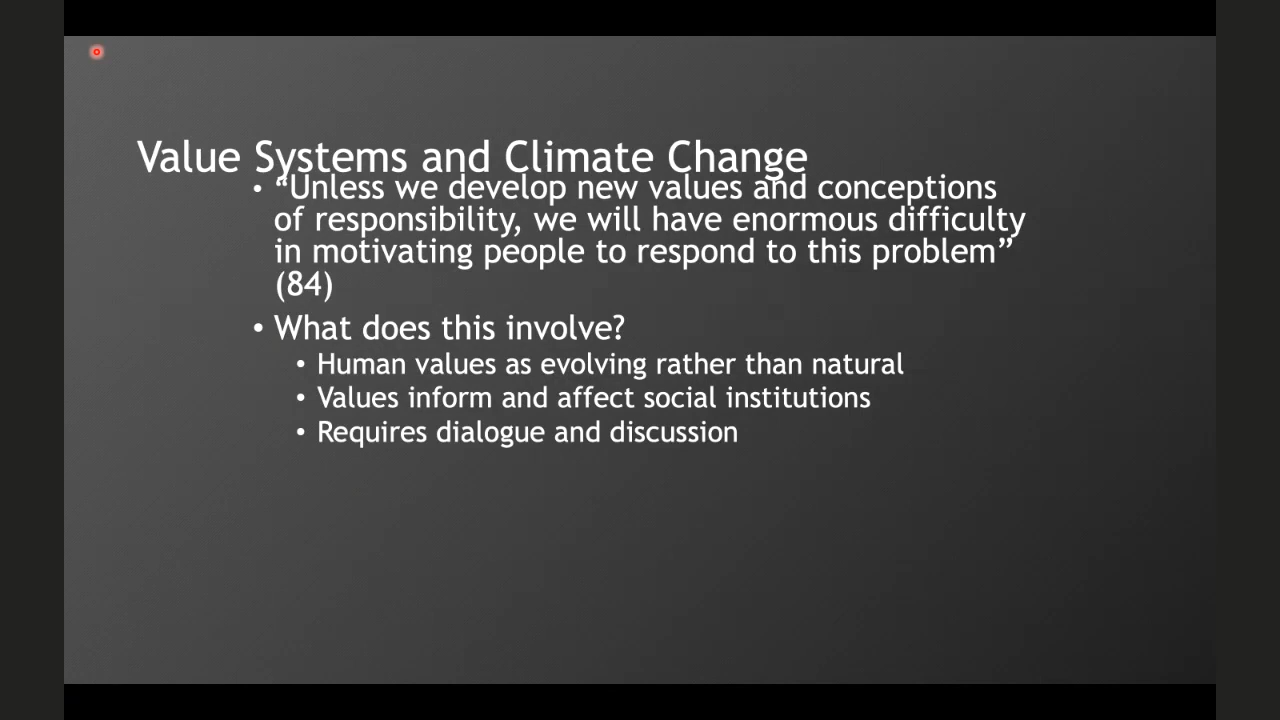 Value Systems and Climate Change
• “Unless we develop new values and conceptions
of responsibility, we will have enormous difficulty
in motivating people to respond to this problem”
(84)
• What does this involve?
• Human values as evolving rather than natural
• Values inform and affect social institutions
• Requires dialogue and discussion